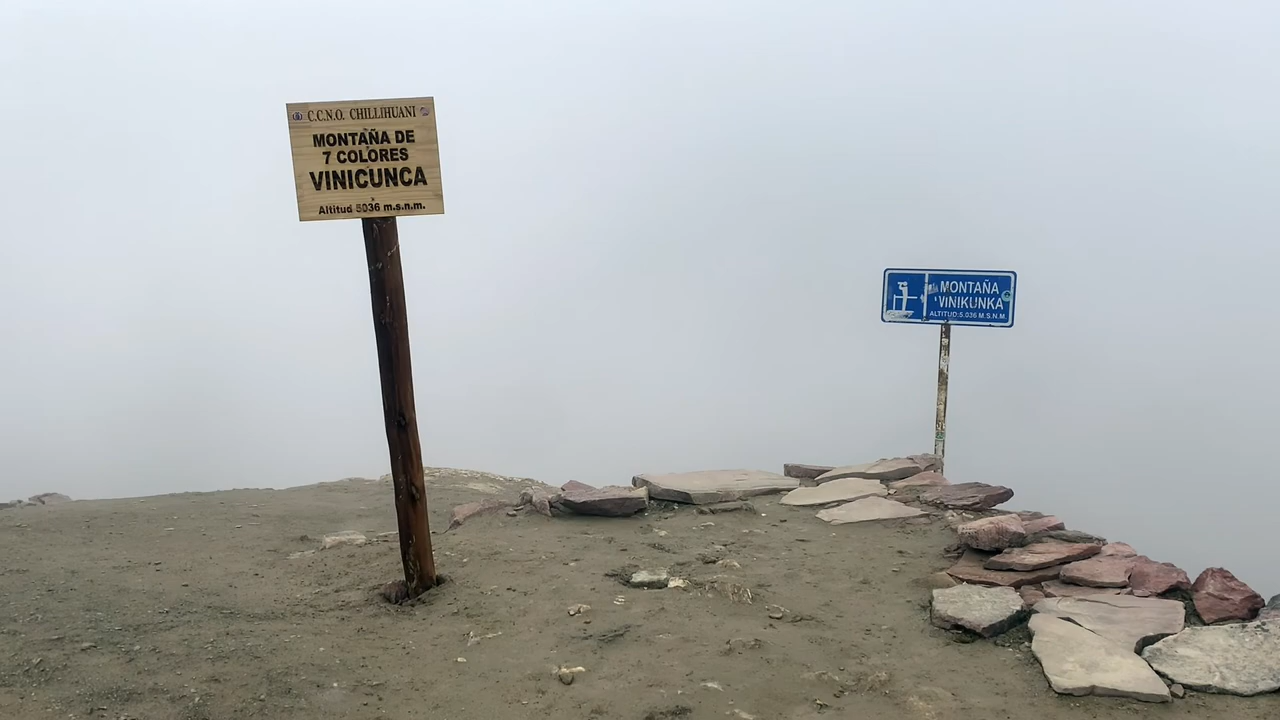 C.C.N.O. CHILLIHUANI
MONTAÑA DE
7 COLORES
VINICUNCA
Altitud 5036 m.s.n.m.
MONTAÑA
VINIKUNKA
ALTITUD:5.036 M.S.N.M.